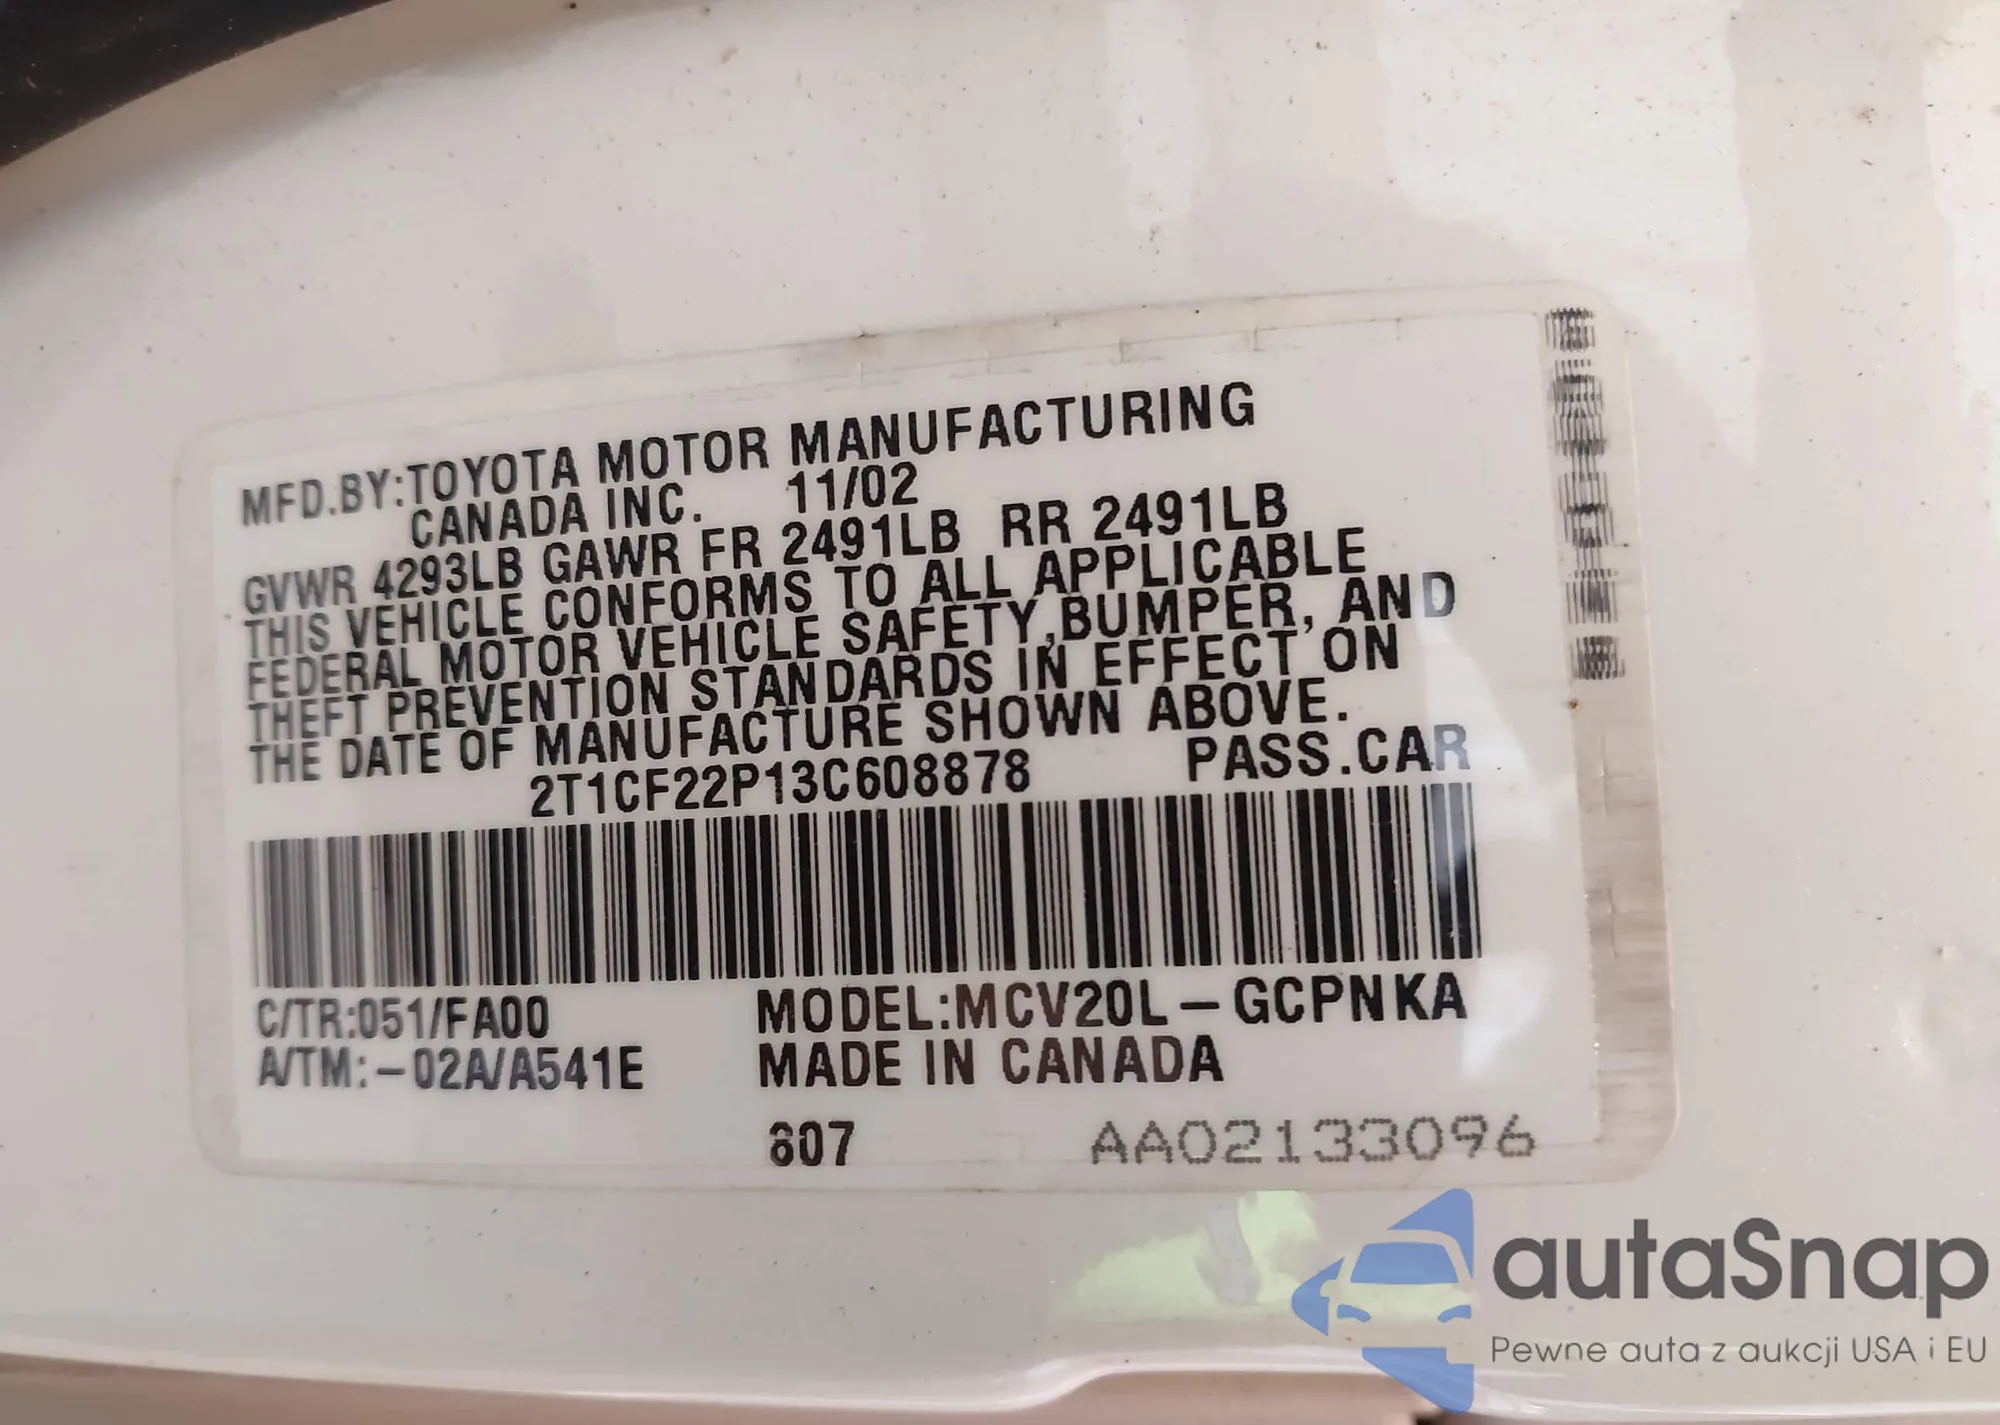 MFD.BY:TOYOTA MOTOR MANUFACTURING
CANADA INC. 11/02
GVWR 4293LB GAWR FR 2491LB RR 2491LB
THIS VEHICLE CONFORMS TO ALL APPLICABLE
FEDERAL MOTOR VEHICLE SAFETY,BUMPER, AND
THEFT PREVENTION STANDARDS IN EFFECT ON
THE DATE OF MANUFACTURE SHOWN ABOVE.
2T1CF22P13C608878 PASS.CAR
C/TR:051/FA00 MODEL:MCV20L-GCPNKA
A/TM:-02A/A541E MADE IN CANADA
607 AA02133096
autaSnap
Pewne auta z aukcji USA i EU